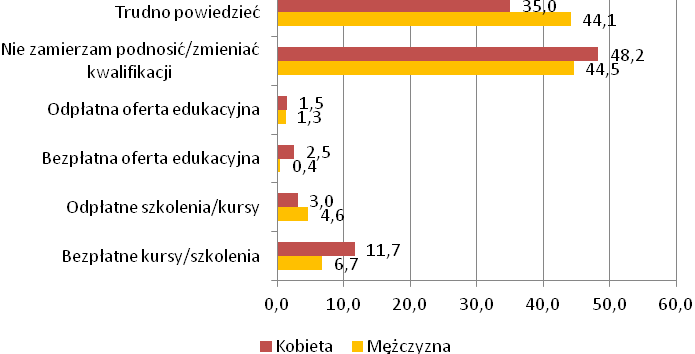 Trudno powiedzieć
35,0
44,1
Nie zamierzam podnosić/zmieniać
kwalifikacji
48,2
44,5
Odpłatna oferta edukacyjna
1,5
1,3
Bezpłatna oferta edukacyjna
2,5
0,4
Odpłatne szkolenia/kursy
3,0
4,6
Bezpłatne kursy/szkolenia
11,7
6,7
0,0 10,0 20,0 30,0 40,0 50,0 60,0
Kobieta Mężczyzna